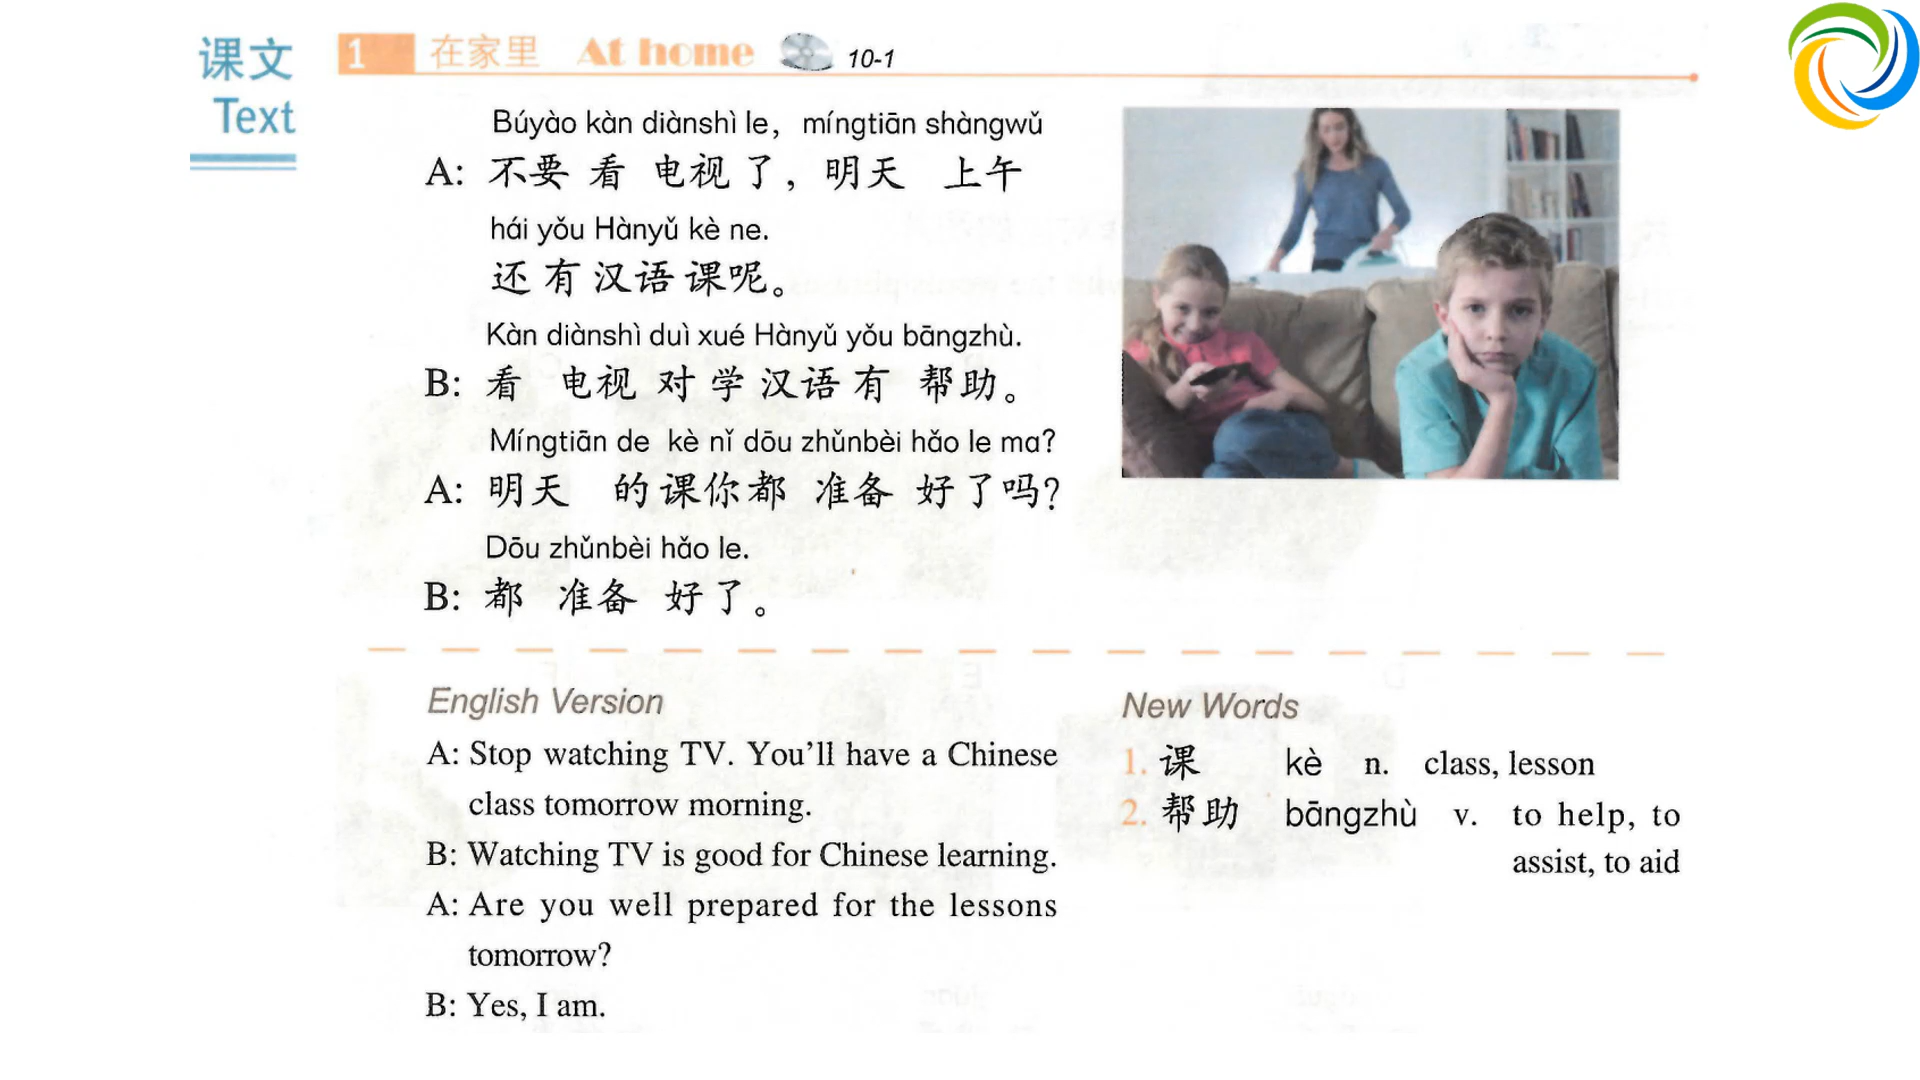 课文
Text
1 在家里 At home 10-1
Búyào kàn diànshì le, míngtiān shàngwǔ
A: 不要 看 电视 了, 明天 上午
hái yǒu Hànyǔ kè ne.
还 有 汉语 课呢。
Kàn diànshì duì xué Hànyǔ yǒu bāngzhù.
B: 看 电视 对 学 汉语 有 帮助。
Míngtiān de kè nǐ dōu zhǔnbèi hǎo le ma?
A: 明天 的 课你都 准备 好了吗?
Dōu zhǔnbèi hǎo le.
B: 都 准备 好了。
English Version
A: Stop watching TV. You'll have a Chinese
class tomorrow morning.
B: Watching TV is good for Chinese learning.
A: Are you well prepared for the lessons
tomorrow?
B: Yes, I am.
New Words
1. 课 kè n. class, lesson
2. 帮助 bāngzhù v. to help, to
assist, to aid